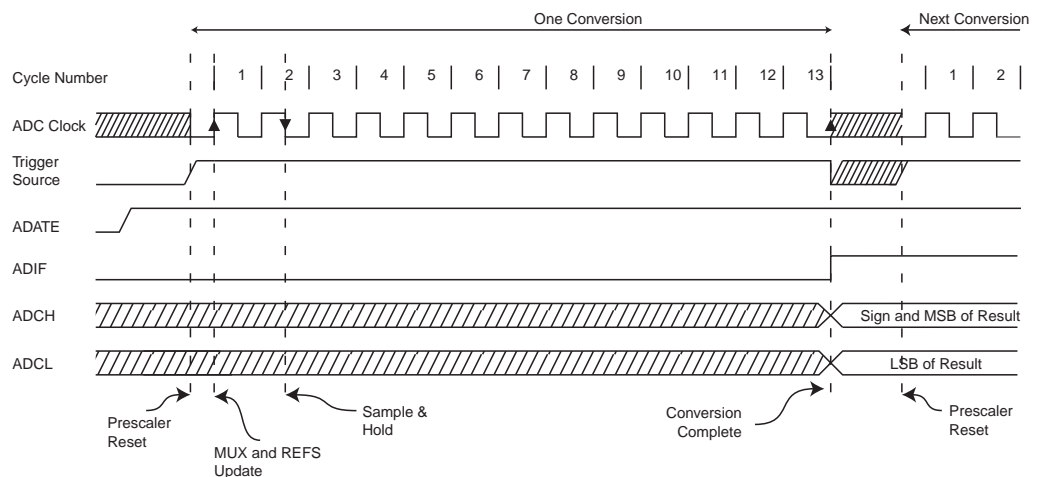 One Conversion
Next Conversion
Cycle Number
1 2 3 4 5 6 7 8 9 10 11 12 13 1 2
ADC Clock
Trigger
Source
ADATE
ADIF
ADCH
Sign and MSB of Result
ADCL
LSB of Result
Prescaler
Reset
MUX and REFS
Update
Sample &
Hold
Conversion
Complete
Prescaler
Reset